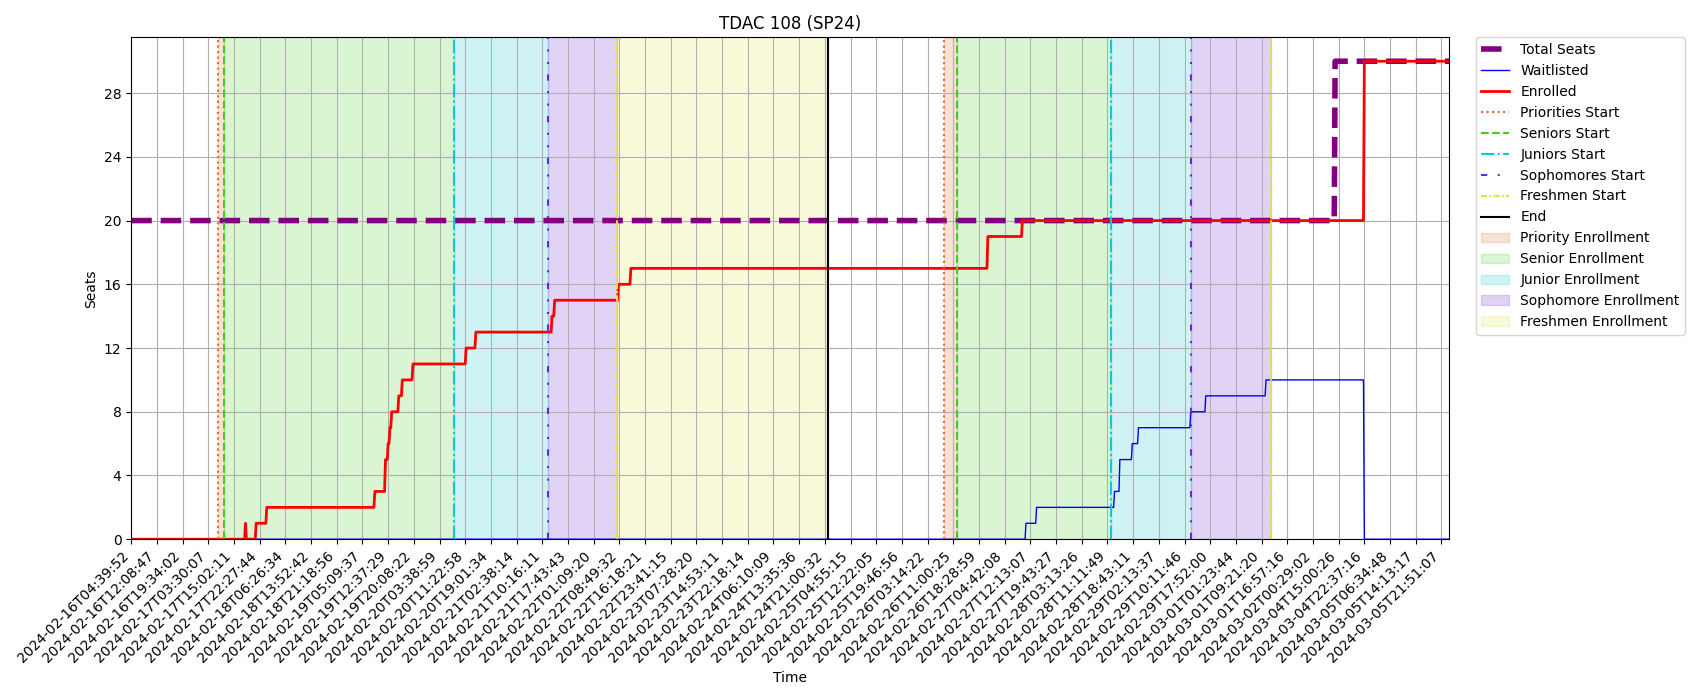 TDAC 108 (SP24)
Seats
28
24
20
16
12
8
4
0
2024-02-16T04:39:52
2024-02-16T12:08:47
2024-02-16T19:34:02
2024-02-17T03:30:07
2024-02-17T15:02:11
2024-02-17T22:27:44
2024-02-18T06:26:34
2024-02-18T13:52:42
2024-02-18T21:18:56
2024-02-19T05:09:37
2024-02-19T12:37:29
2024-02-19T20:08:22
2024-02-20T03:38:59
2024-02-20T11:22:58
2024-02-20T19:01:34
2024-02-21T02:38:14
2024-02-21T10:16:11
2024-02-21T17:43:43
2024-02-22T01:09:20
2024-02-22T08:49:32
2024-02-22T16:18:21
2024-02-22T23:41:15
2024-02-23T07:28:20
2024-02-23T14:53:11
2024-02-23T22:18:14
2024-02-24T06:10:09
2024-02-24T13:35:36
2024-02-24T21:00:32
2024-02-25T04:55:15
2024-02-25T12:22:05
2024-02-25T19:46:56
2024-02-26T03:14:22
2024-02-26T11:00:25
2024-02-26T18:28:59
2024-02-27T04:42:08
2024-02-27T12:13:07
2024-02-27T19:43:27
2024-02-28T03:13:26
2024-02-28T11:11:49
2024-02-28T18:43:11
2024-02-29T02:13:37
2024-02-29T10:11:46
2024-02-29T17:52:00
2024-03-01T01:23:44
2024-03-01T09:21:20
2024-03-01T16:57:16
2024-03-02T00:29:02
2024-03-04T15:00:26
2024-03-04T22:37:16
2024-03-05T06:34:48
2024-03-05T14:13:17
2024-03-05T21:51:07
Time
Total Seats
Waitlisted
Enrolled
Priorities Start
Seniors Start
Juniors Start
Sophomores Start
Freshmen Start
End
Priority Enrollment
Senior Enrollment
Junior Enrollment
Sophomore Enrollment
Freshmen Enrollment